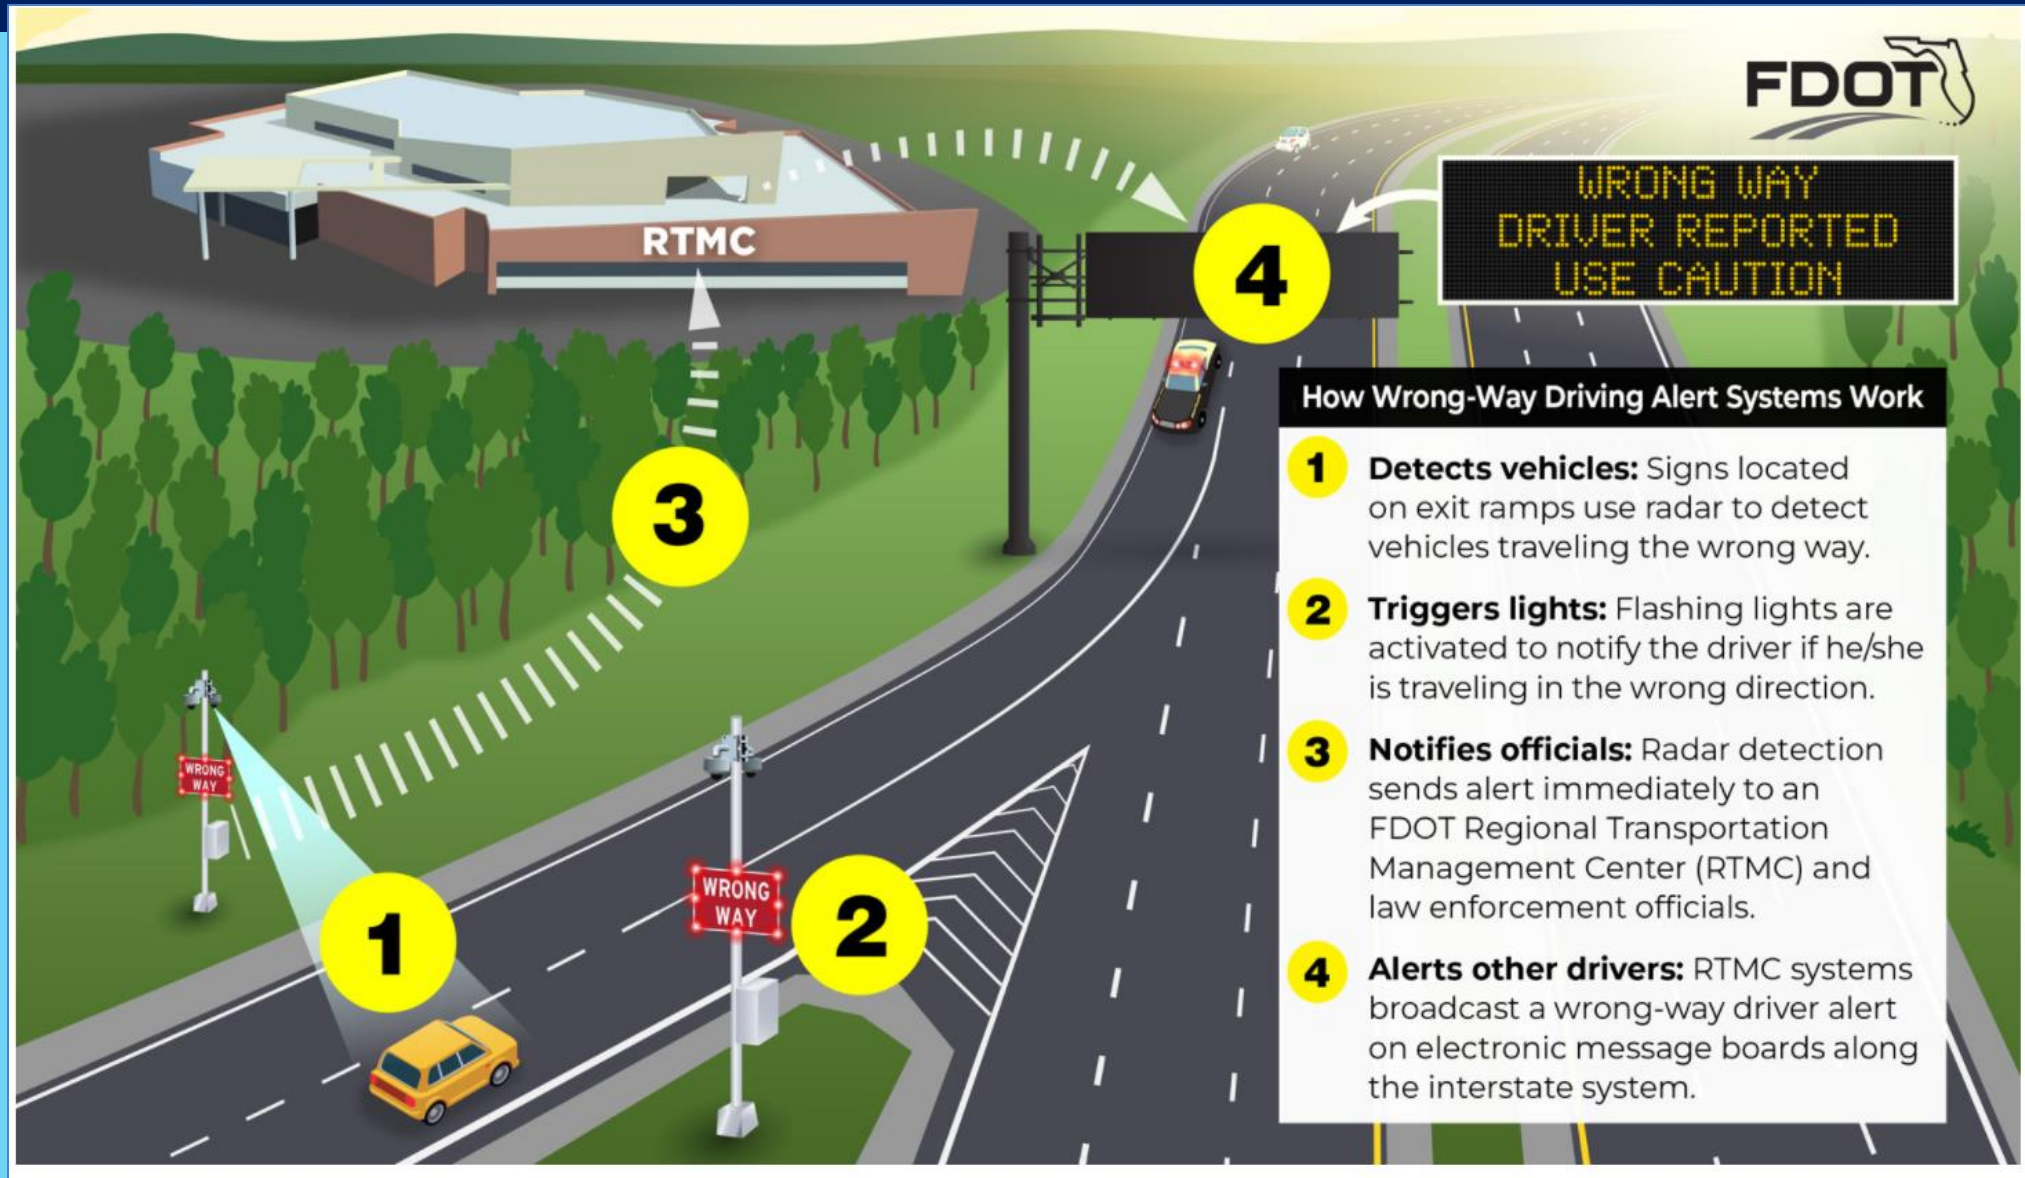 FDOT
WRONG WAY
DRIVER REPORTED
USE CAUTION
RTMC
4
3
WRONG
WAY
1
WRONG
WAY
2
How Wrong-Way Driving Alert Systems Work
1 Detects vehicles: Signs located
on exit ramps use radar to detect
vehicles traveling the wrong way.
2 Triggers lights: Flashing lights are
activated to notify the driver if he/she
is traveling in the wrong direction.
3 Notifies officials: Radar detection
sends alert immediately to an
FDOT Regional Transportation
Management Center (RTMC) and
law enforcement officials.
4 Alerts other drivers: RTMC systems
broadcast a wrong-way driver alert
on electronic message boards along
the interstate system.